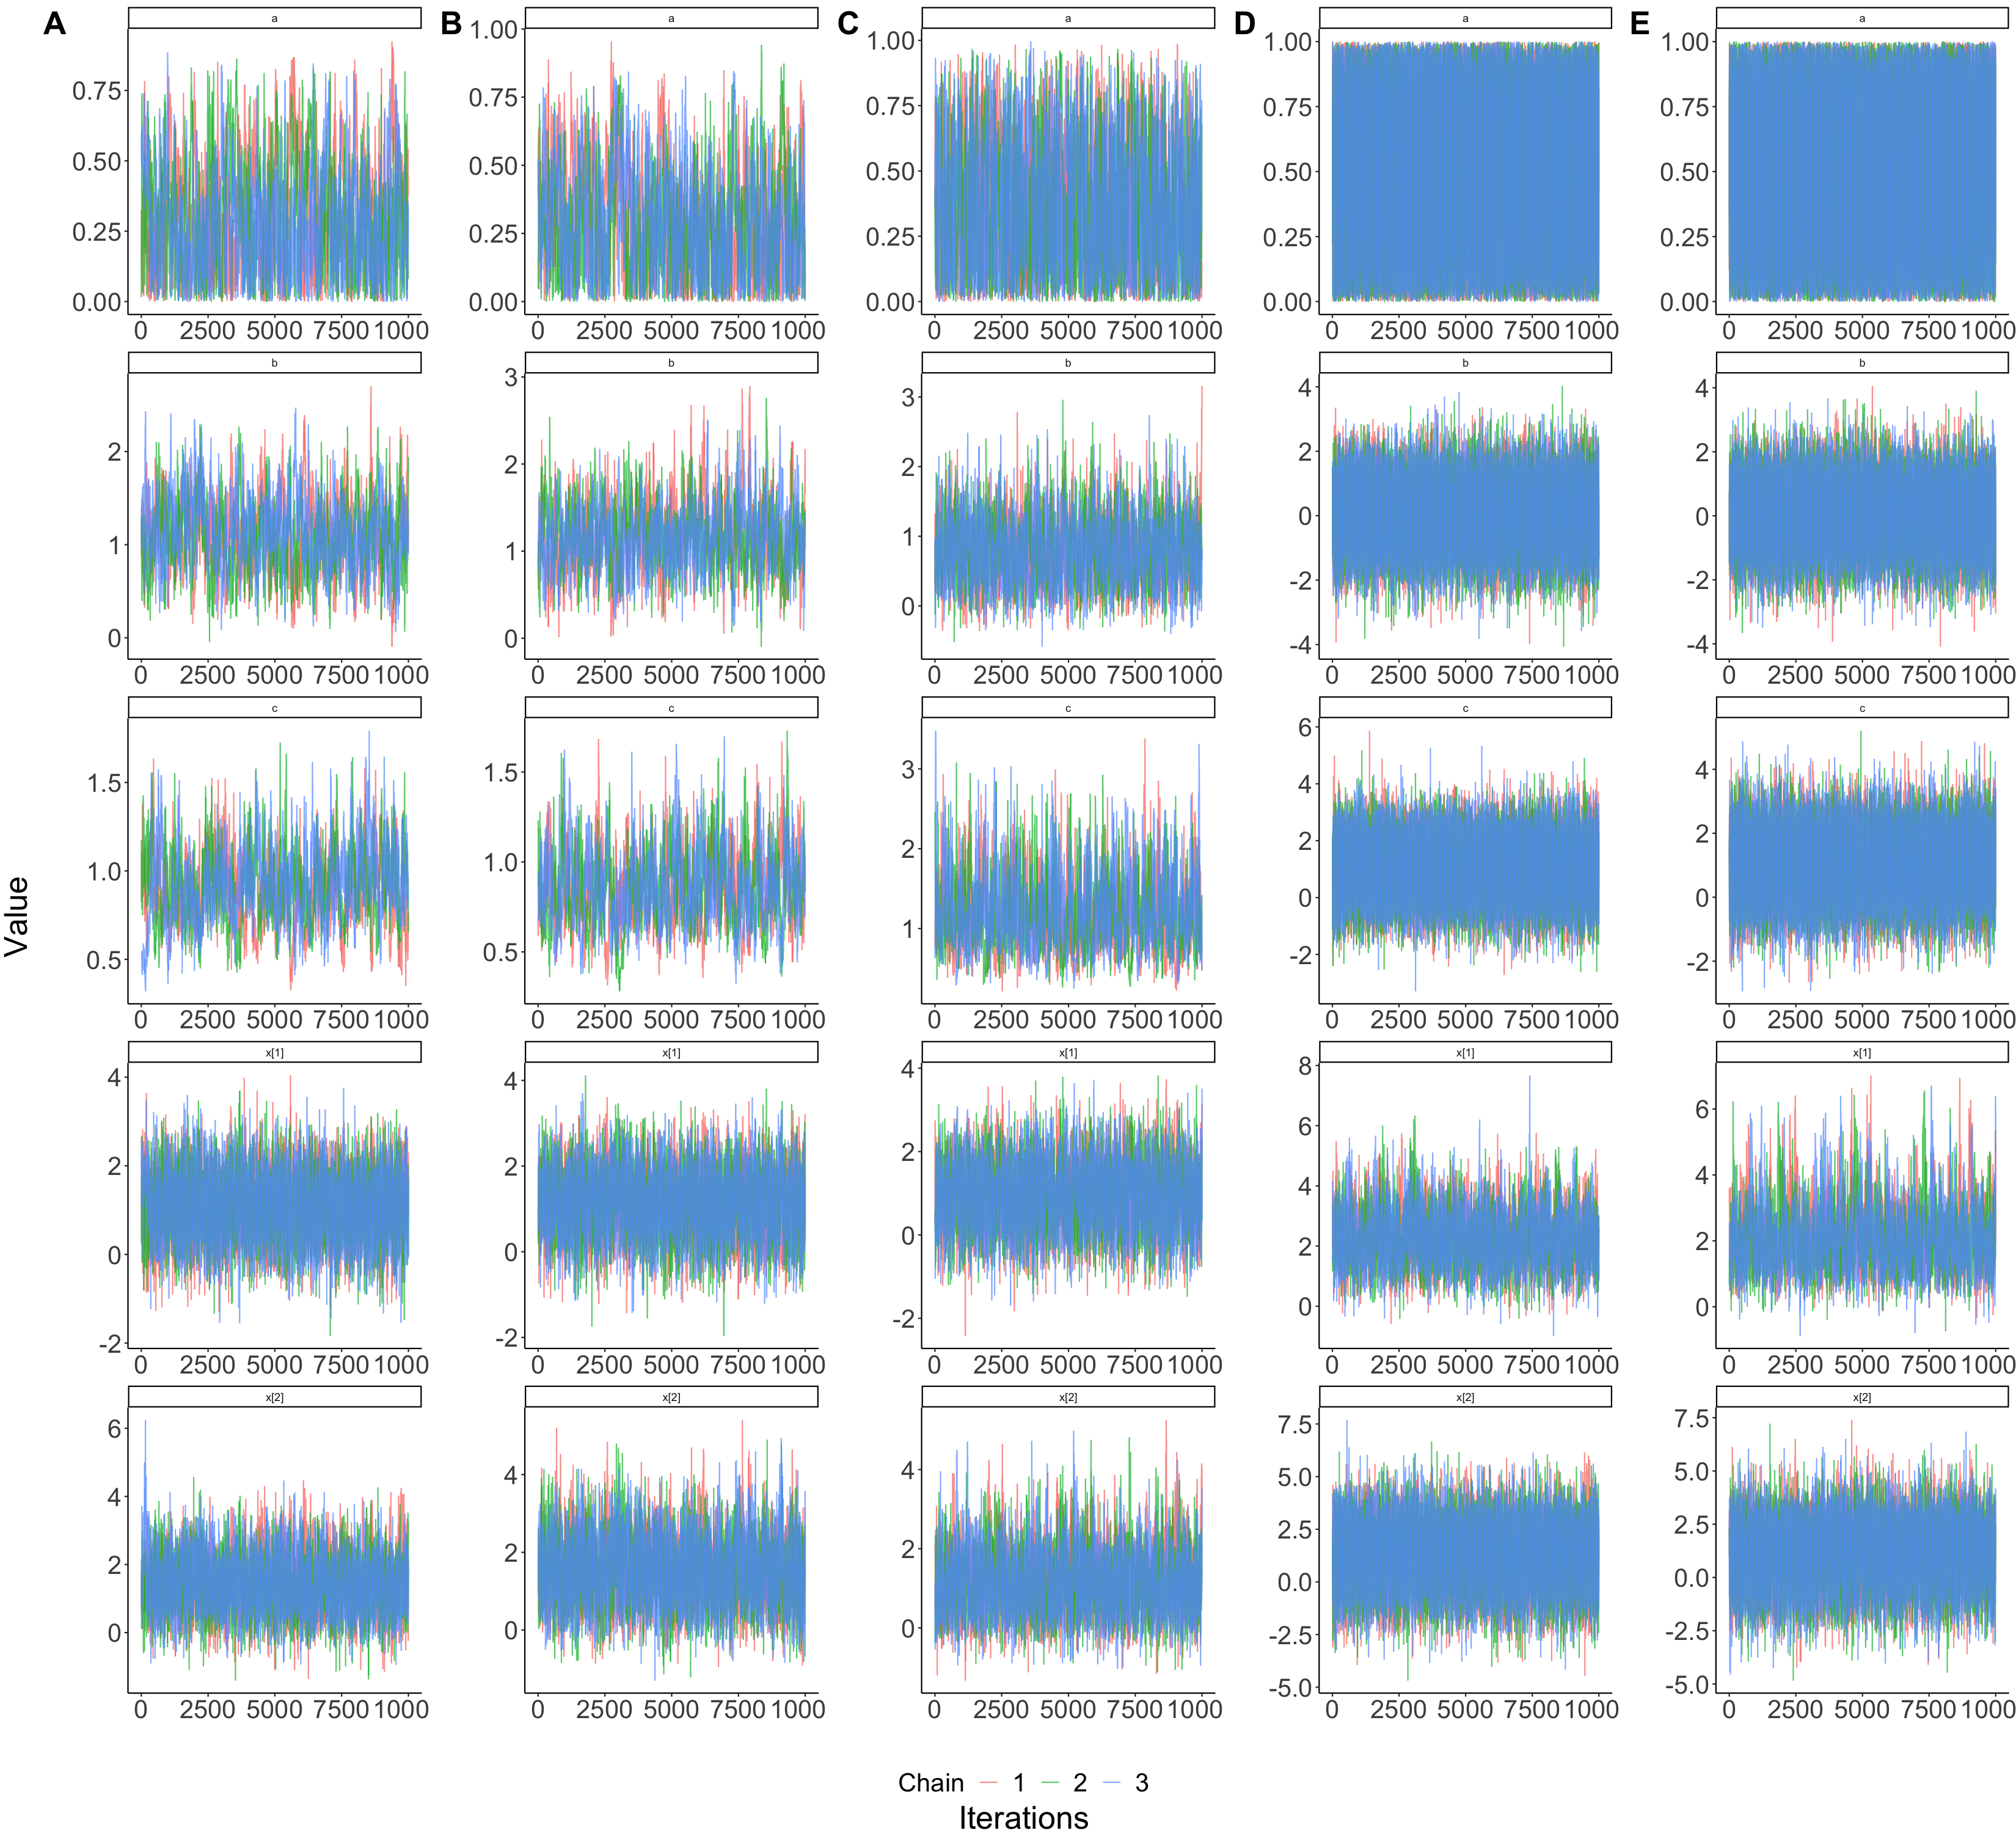 A B C D E
a a a a a
0.75 0.50 0.25 0.00
1.00 0.75 0.50 0.25 0.00
1.00 0.75 0.50 0.25 0.00
1.00 0.75 0.50 0.25 0.00
1.00 0.75 0.50 0.25 0.00
0 2500 5000 7500 1000
0 2500 5000 7500 1000
0 2500 5000 7500 1000
0 2500 5000 7500 1000
0 2500 5000 7500 1000
b b b b b
2 1 0
3 2 1 0
3 2 1 0
4 2 0 -2 -4
4 2 0 -2 -4
0 2500 5000 7500 1000
0 2500 5000 7500 1000
0 2500 5000 7500 1000
0 2500 5000 7500 1000
0 2500 5000 7500 1000
c c c c c
1.5 1.0 0.5
1.5 1.0 0.5
3 2 1
6 4 2 0 -2
4 2 0 -2
0 2500 5000 7500 1000
0 2500 5000 7500 1000
0 2500 5000 7500 1000
0 2500 5000 7500 1000
0 2500 5000 7500 1000
Value
x[1] x[1] x[1] x[1] x[1]
4 2 0 -2
4 2 0 -2
4 2 0 -2
8 6 4 2 0
6 4 2 0
0 2500 5000 7500 1000
0 2500 5000 7500 1000
0 2500 5000 7500 1000
0 2500 5000 7500 1000
0 2500 5000 7500 1000
x[2] x[2] x[2] x[2] x[2]
6 4 2 0
4 2 0
4 2 0
7.5 5.0 2.5 0.0 -2.5 -5.0
7.5 5.0 2.5 0.0 -2.5 -5.0
0 2500 5000 7500 1000
0 2500 5000 7500 1000
0 2500 5000 7500 1000
0 2500 5000 7500 1000
0 2500 5000 7500 1000
Chain 1 2 3
Iterations